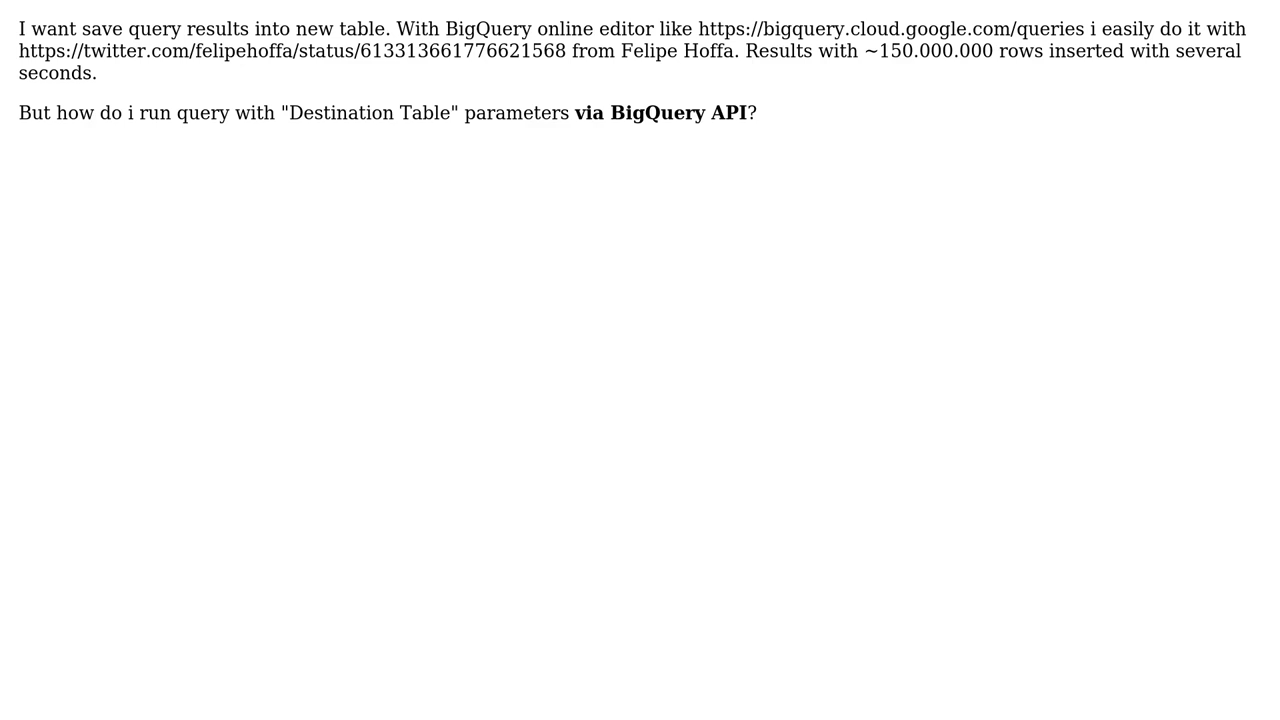 I want save query results into new table. With BigQuery online editor like https://bigquery.cloud.google.com/queries i easily do it with
https://twitter.com/felipehoffa/status/613313661776621568 from Felipe Hoffa. Results with ~150.000.000 rows inserted with several
seconds.
But how do i run query with "Destination Table" parameters via BigQuery API?